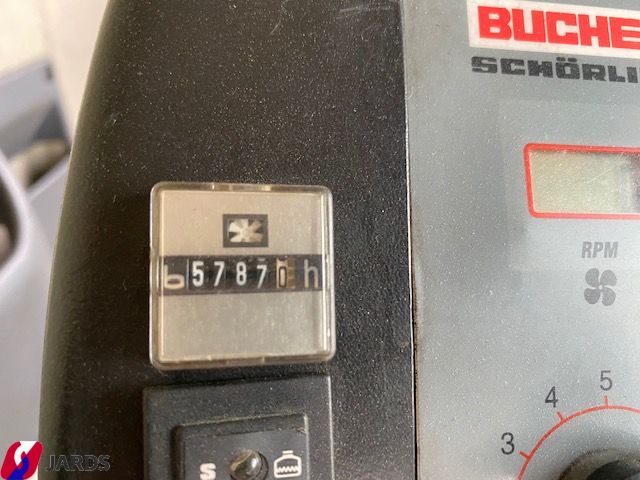 BUCHE
SCHÖRLI
57870 h
RPM
5
4
3
S
JARDS